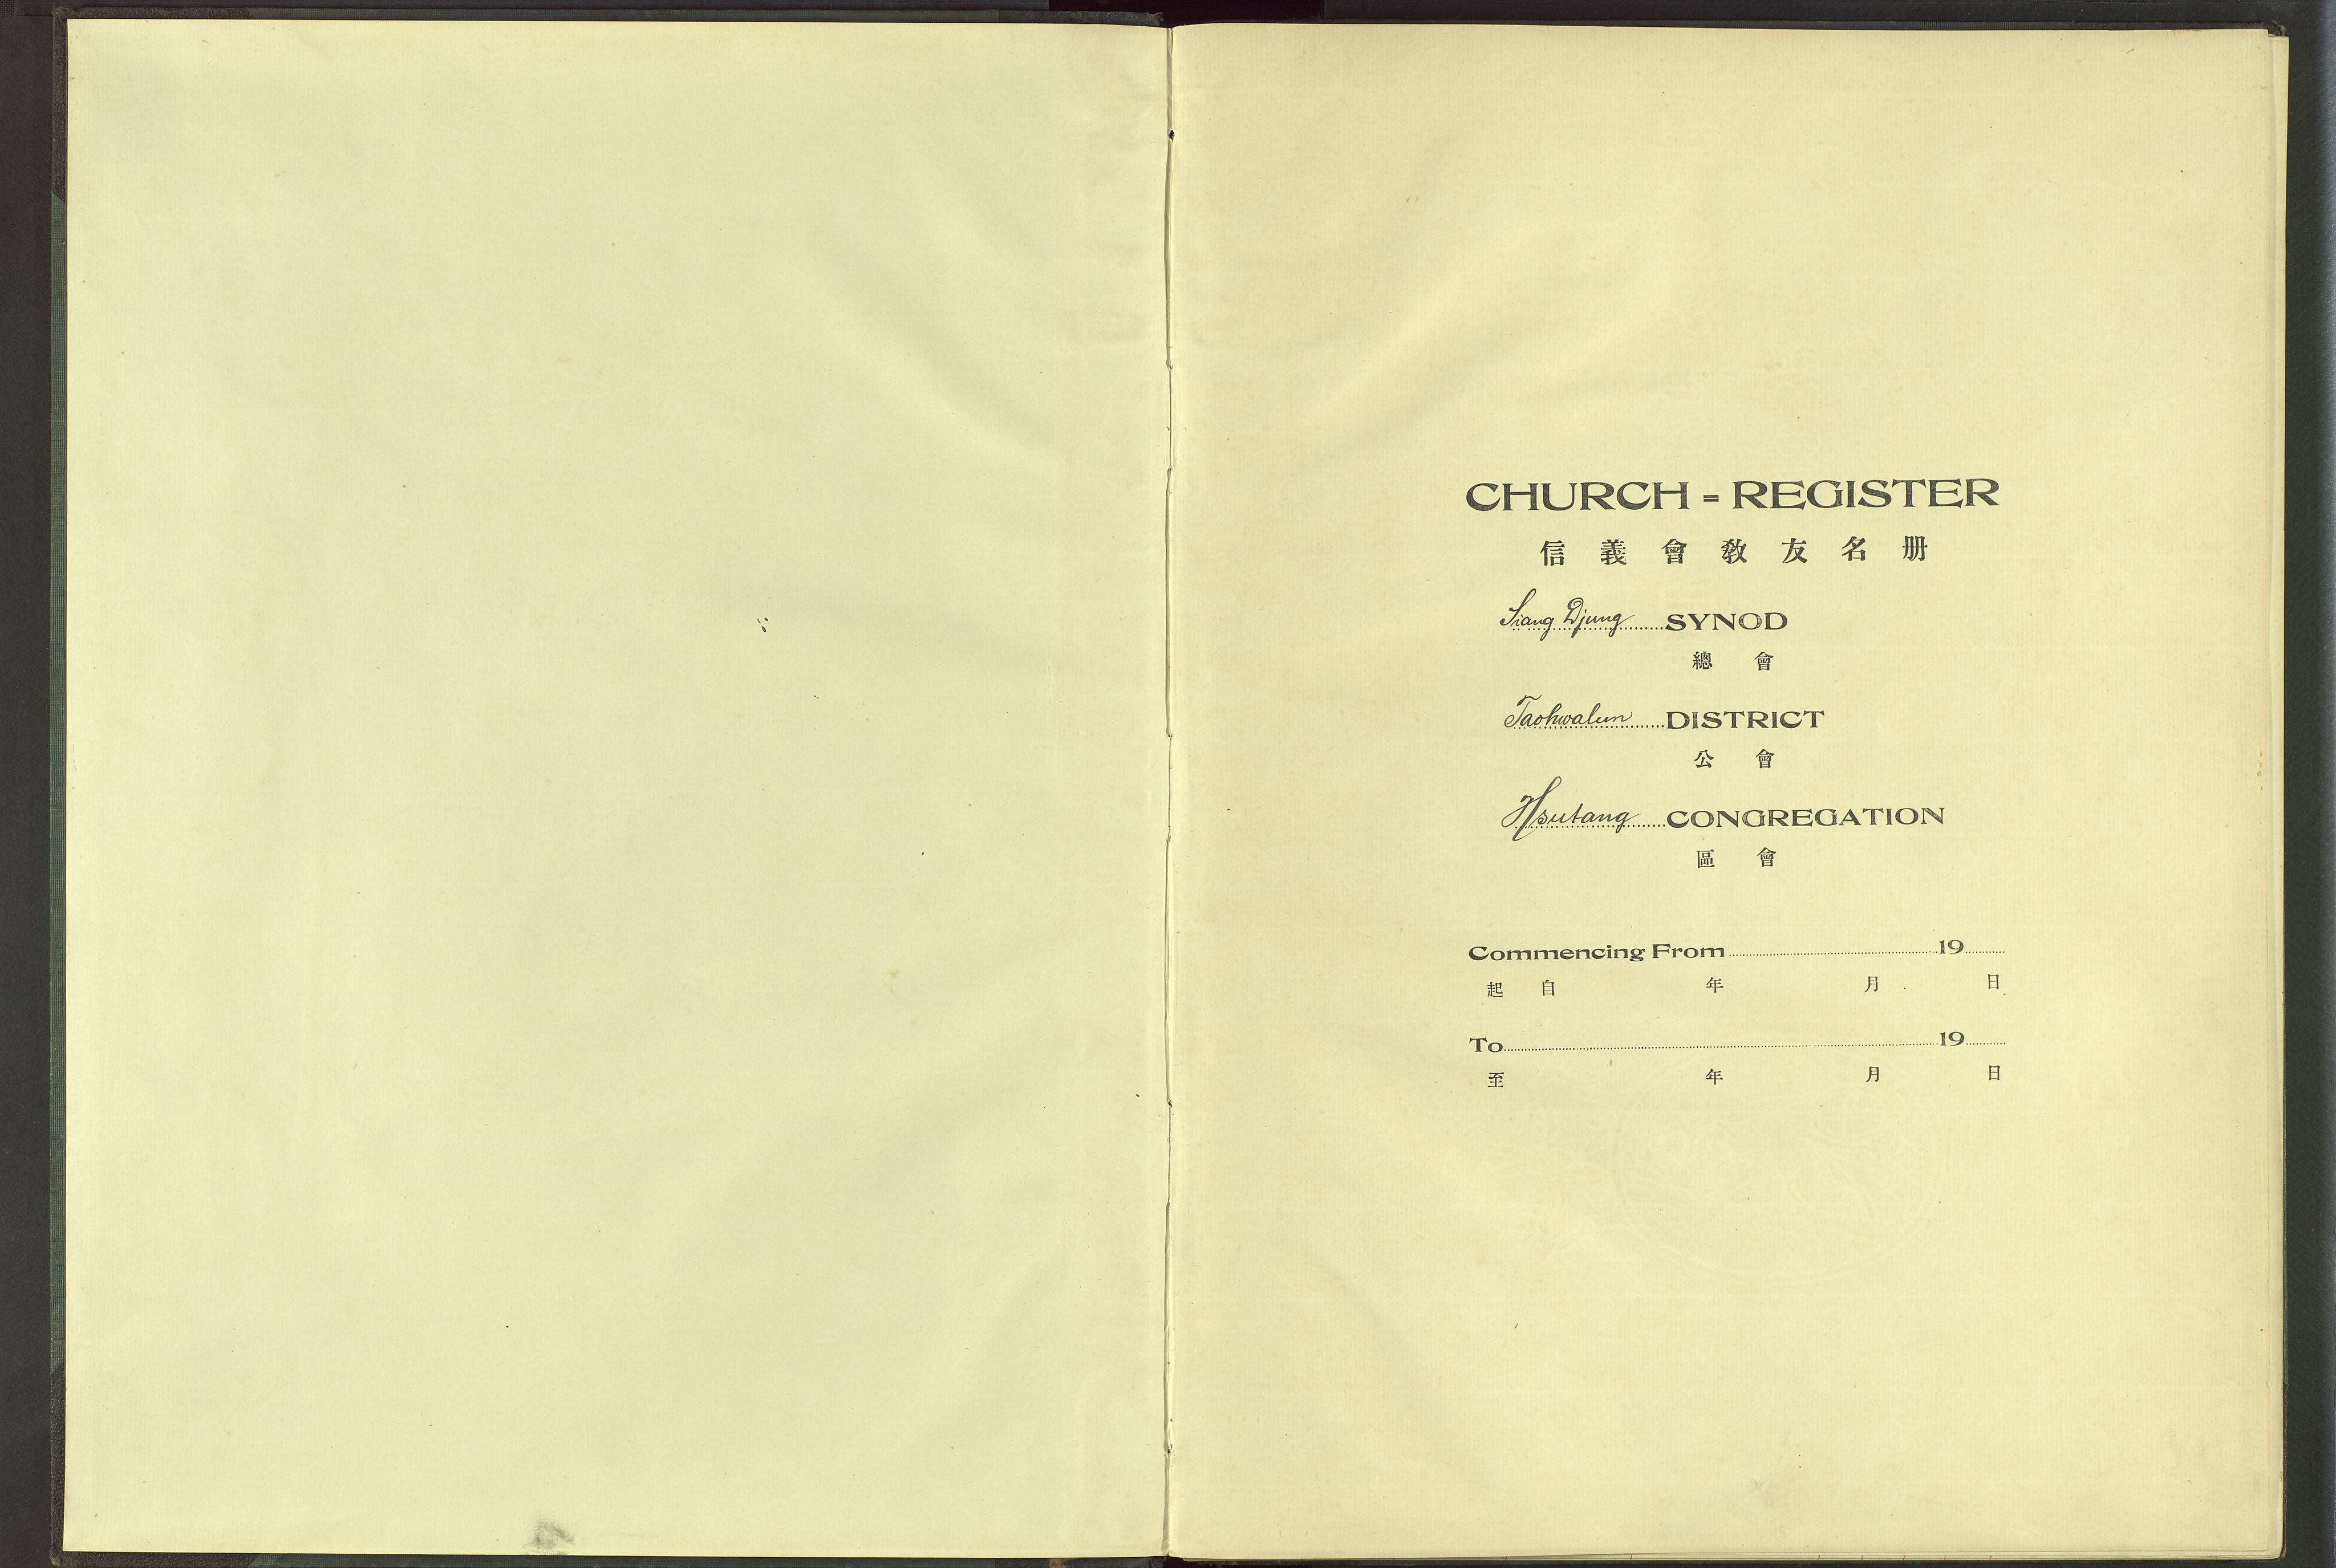 CHURCH = REGISTER
信義會教友名册
Siang Djung SYNOD
總會
Taohwalun DISTRICT
公會
Hsutang CONGREGATION
區會
Commencing From 19
起自 年 月 日
To 19
至 年 月 日